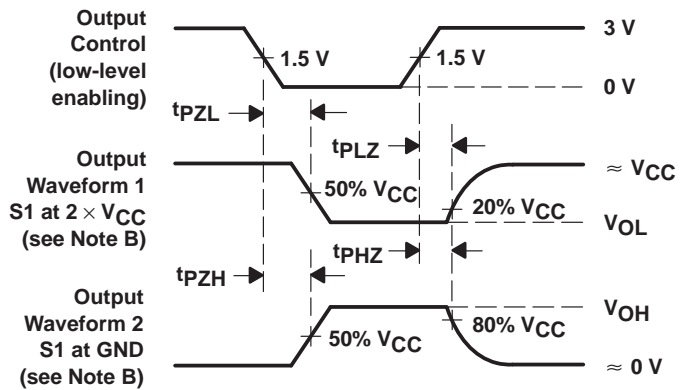 Output
Control
(low-level
enabling)
1.5 V
1.5 V
3 V
0 V
tPZL
tPLZ
Output
Waveform 1
S1 at 2 × VCC
(see Note B)
50% VCC
20% VCC
≈ VCC
VOL
tPZH
tPHZ
Output
Waveform 2
S1 at GND
(see Note B)
50% VCC
80% VCC
VOH
≈ 0 V